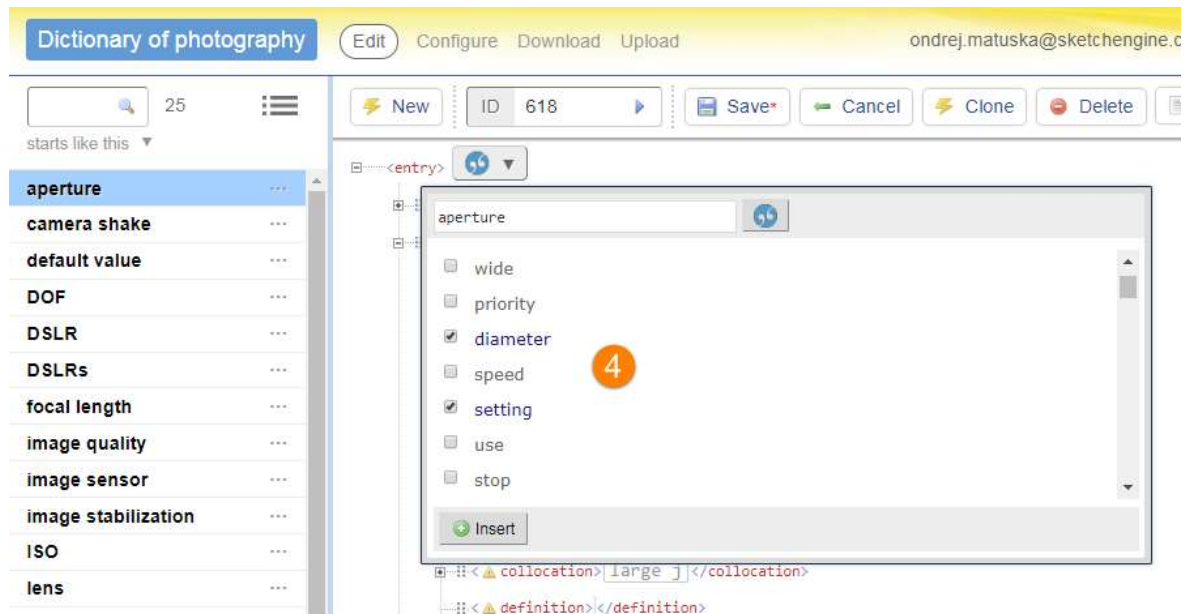 Dictionary of photography Edit Configure Download Upload ondrej.matuska@sketchengine.c
25
starts like this ▼
New ID 618 Save* Cancel Clone Delete
aperture ...
camera shake ...
default value ...
DOF ...
DSLR ...
DSLRs ...
focal length ...
image quality ...
image sensor ...
image stabilization ...
ISO ...
lens ...
<entry>
aperture
wide
priority
diameter
speed
setting
use
stop
4
Insert
<collocation> large j </collocation>
<definition></definition>